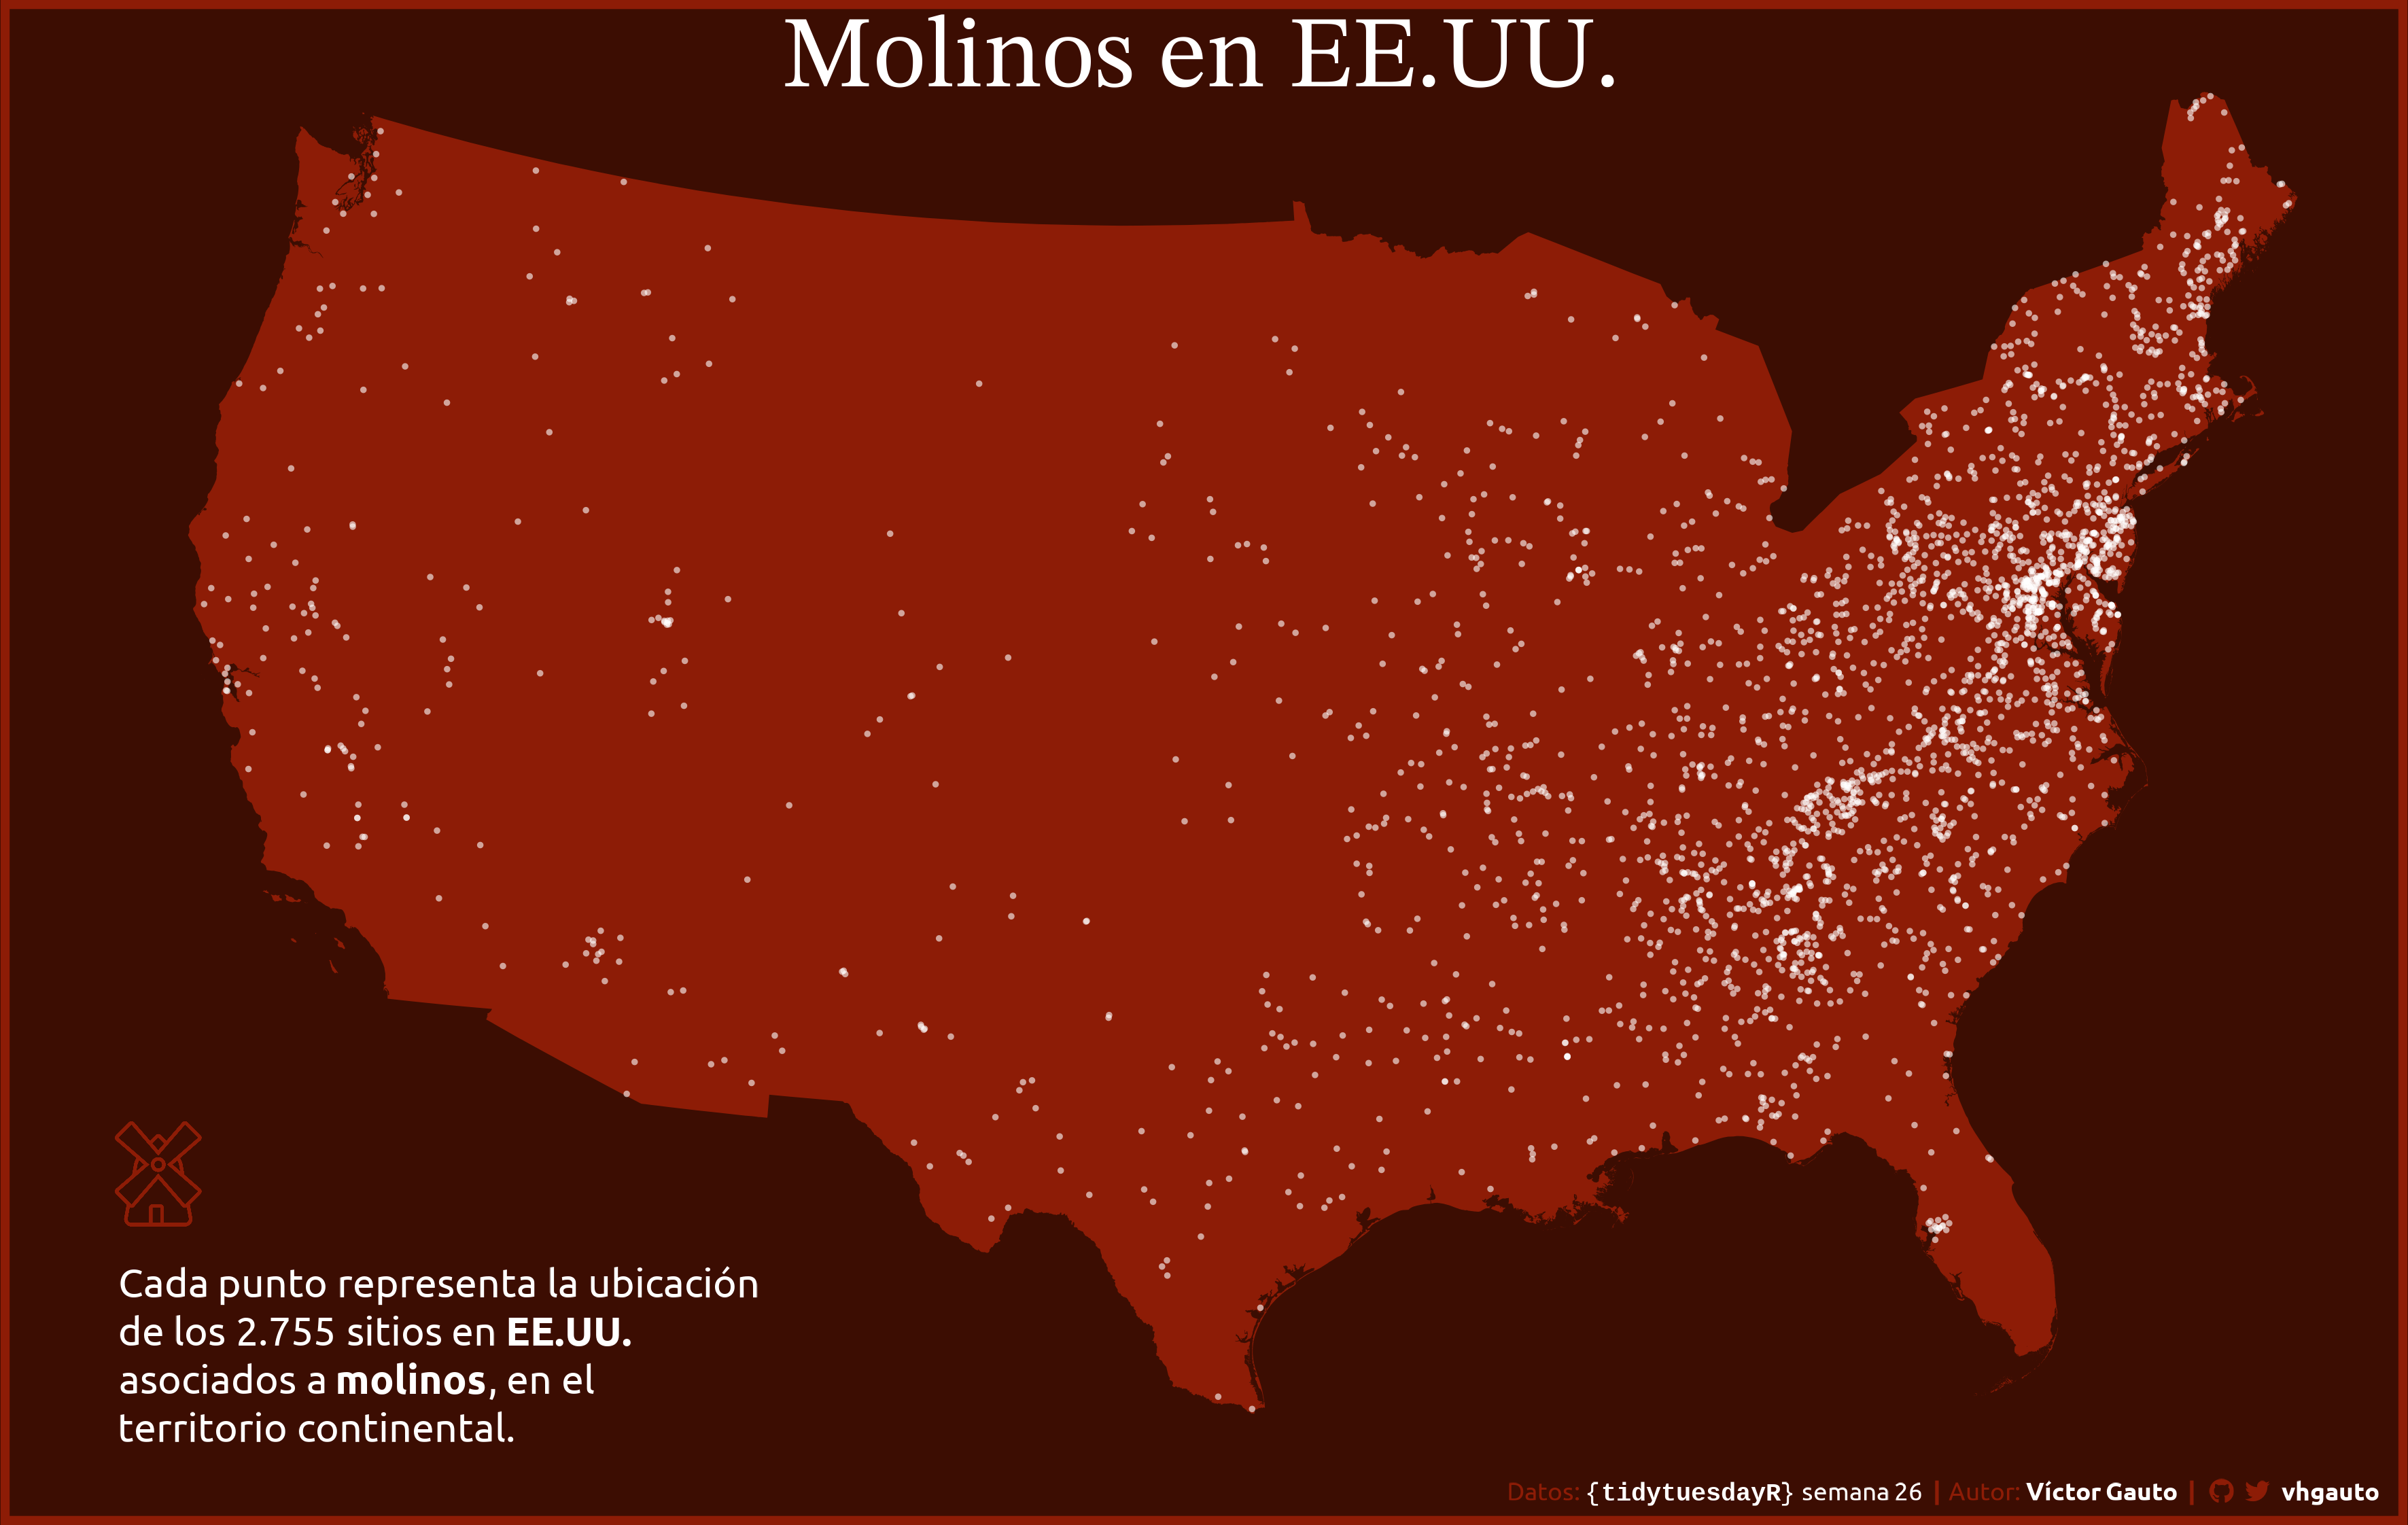 Molinos en EE.UU.
Cada punto representa la ubicación
de los 2.755 sitios en EE.UU.
asociados a molinos, en el
territorio continental.
Datos: {tidytuesdayR} semana 26 | Autor: Víctor Gauto | vhgauto